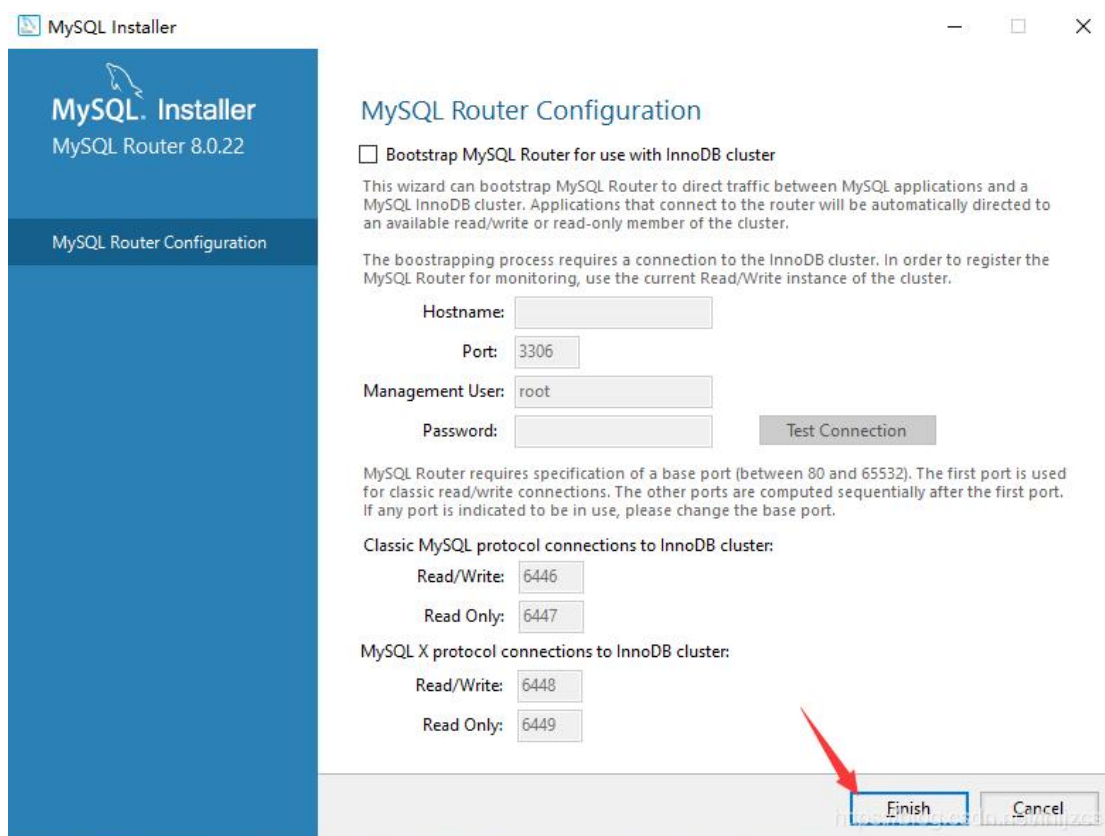 MySQL Installer
MySQL. Installer
MySQL Router 8.0.22
MySQL Router Configuration
MySQL Router Configuration
Bootstrap MySQL Router for use with InnoDB cluster
This wizard can bootstrap MySQL Router to direct traffic between MySQL applications and a
MySQL InnoDB cluster. Applications that connect to the router will be automatically directed to
an available read/write or read-only member of the cluster.
The boostrapping process requires a connection to the InnoDB cluster. In order to register the
MySQL Router for monitoring, use the current Read/Write instance of the cluster.
Hostname:
Port: 3306
Management User: root
Password: Test Connection
MySQL Router requires specification of a base port (between 80 and 65532). The first port is used
for classic read/write connections. The other ports are computed sequentially after the first port.
If any port is indicated to be in use, please change the base port.
Classic MySQL protocol connections to InnoDB cluster:
Read/Write: 6446
Read Only: 6447
MySQL X protocol connections to InnoDB cluster:
Read/Write: 6448
Read Only: 6449
Finish Cancel